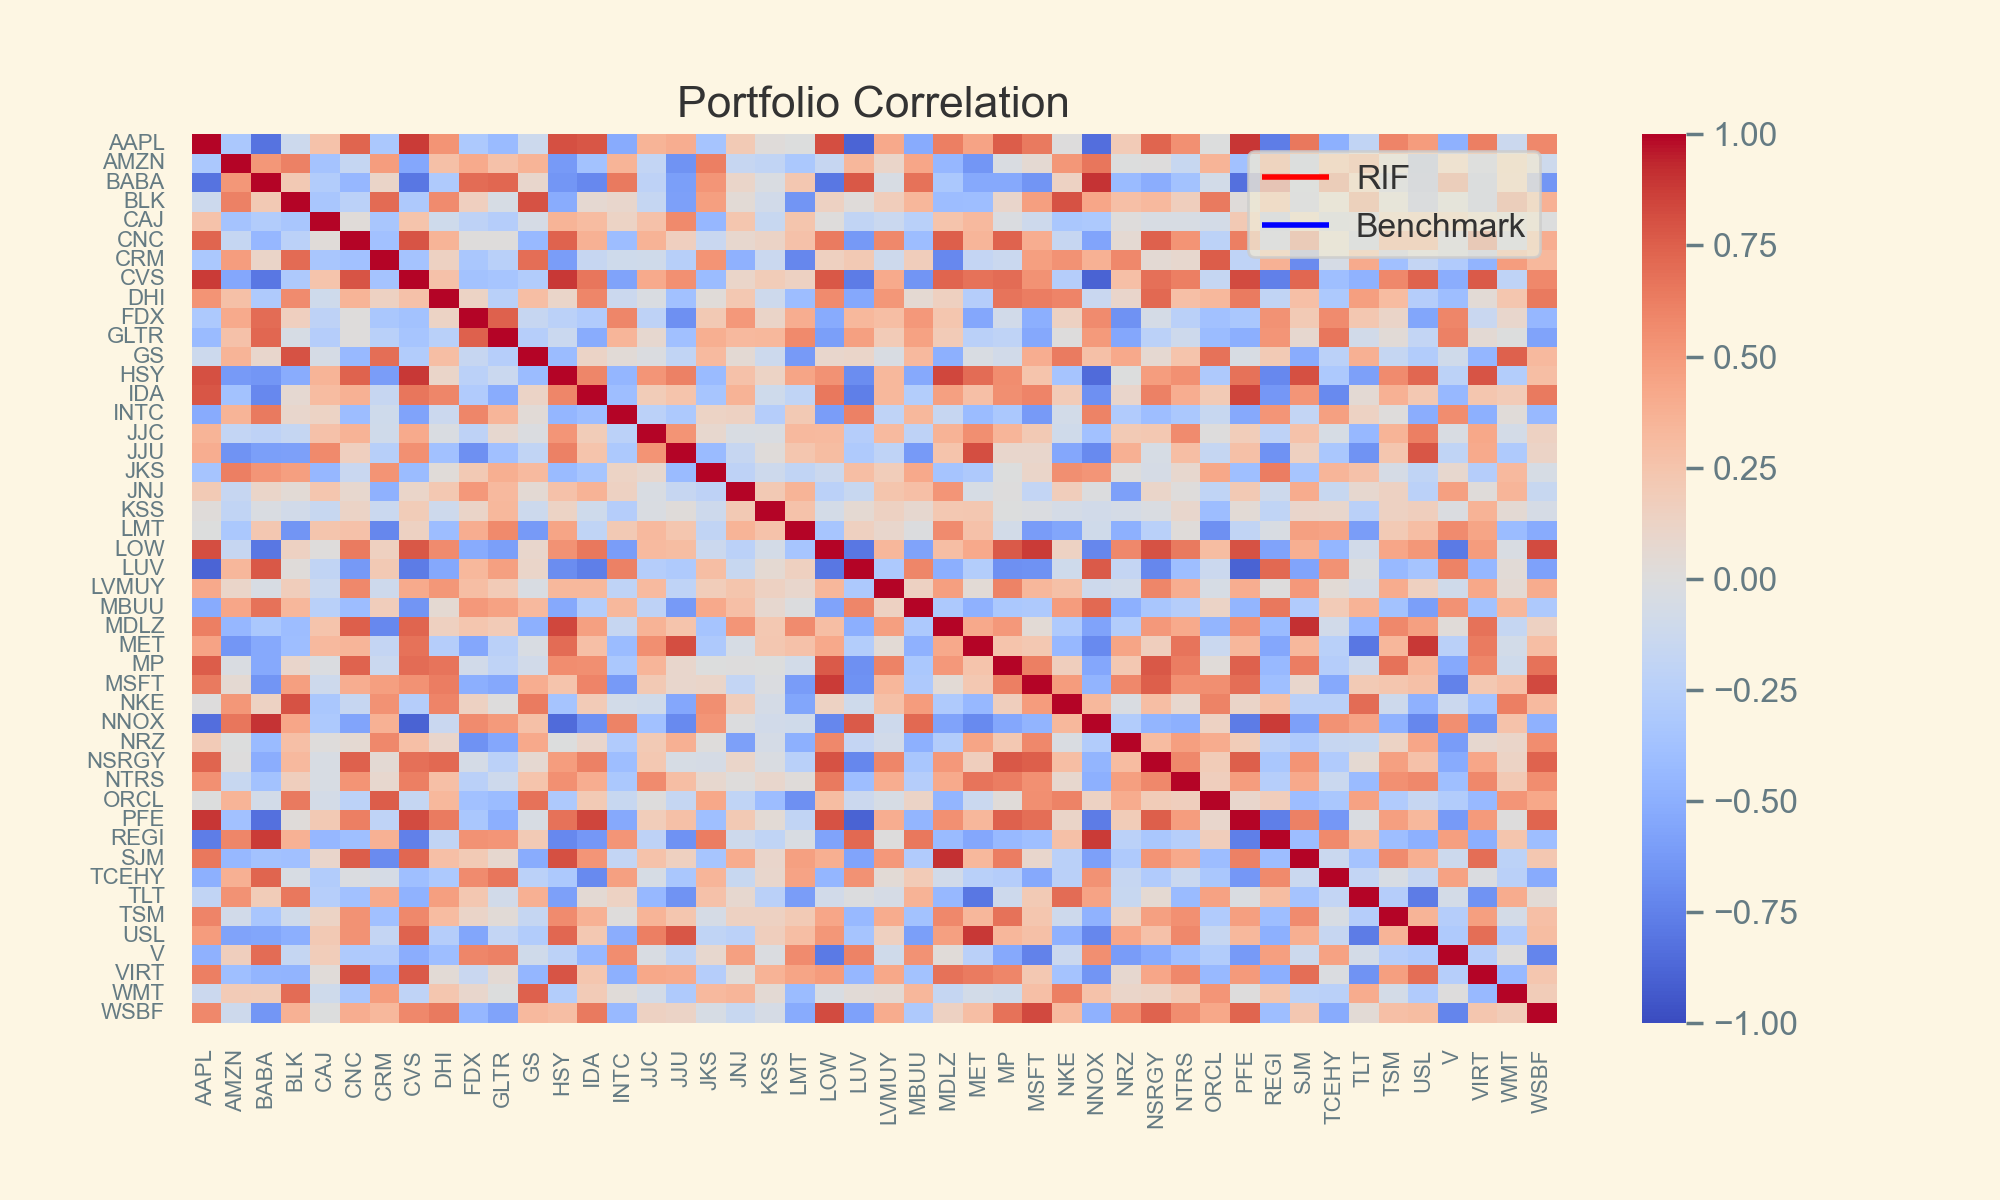 Portfolio Correlation
AAPL
AMZN
BABA
BLK
CAJ
CNC
CRM
CVS
DHI
FDX
GLTR
GS
HSY
IDA
INTC
JJC
JJU
JKS
JNJ
KSS
LMT
LOW
LUV
LVMUY
MBUU
MDLZ
MET
MP
MSFT
NKE
NNOX
NRZ
NSRGY
NTRS
ORCL
PFE
REGI
SJM
TCEHY
TLT
TSM
USL
V
VIRT
WMT
WSBF
RIF
Benchmark
1.00
0.75
0.50
0.25
0.00
−0.25
−0.50
−0.75
−1.00
AAPL
AMZN
BABA
BLK
CAJ
CNC
CRM
CVS
DHI
FDX
GLTR
GS
HSY
IDA
INTC
JJC
JJU
JKS
JNJ
KSS
LMT
LOW
LUV
LVMUY
MBUU
MDLZ
MET
MP
MSFT
NKE
NNOX
NRZ
NSRGY
NTRS
ORCL
PFE
REGI
SJM
TCEHY
TLT
TSM
USL
V
VIRT
WMT
WSBF